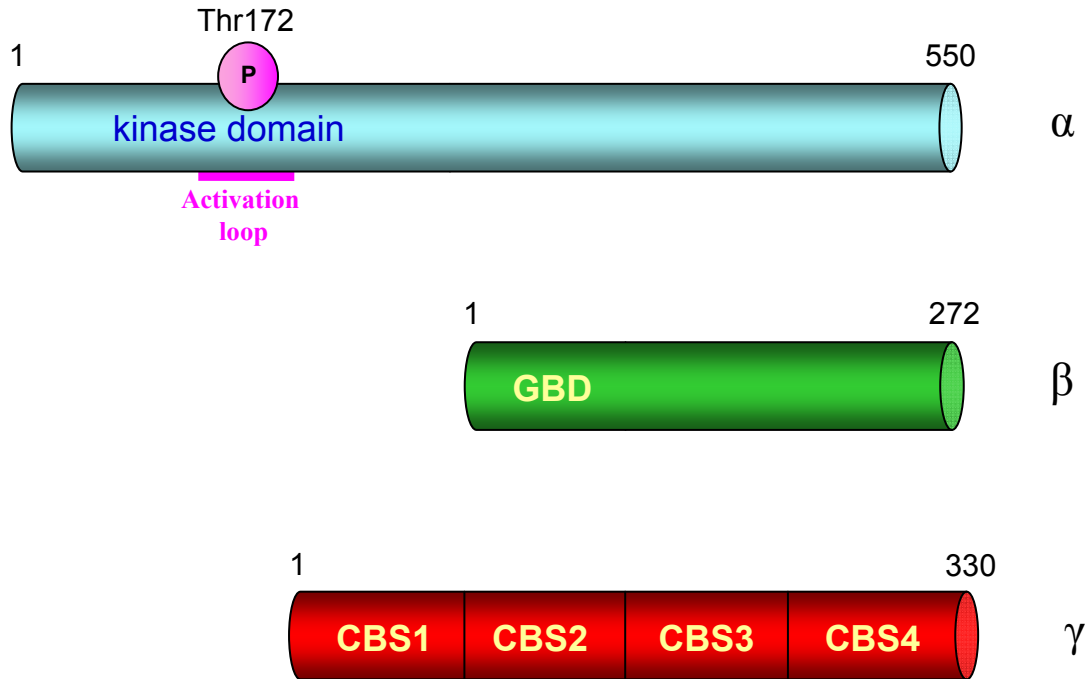 Thr172
1
550
P
kinase domain
α
Activation
loop
1
272
GBD
β
1
330
CBS1 CBS2 CBS3 CBS4
γ